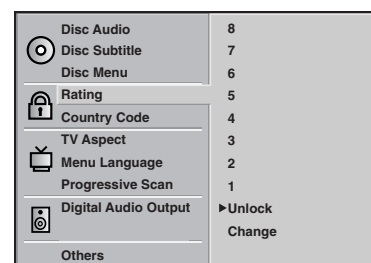 Disc Audio
Disc Subtitle
Disc Menu
Rating
Country Code
TV Aspect
Menu Language
Progressive Scan
Digital Audio Output
Others
8
7
6
5
4
3
2
1
Unlock
Change